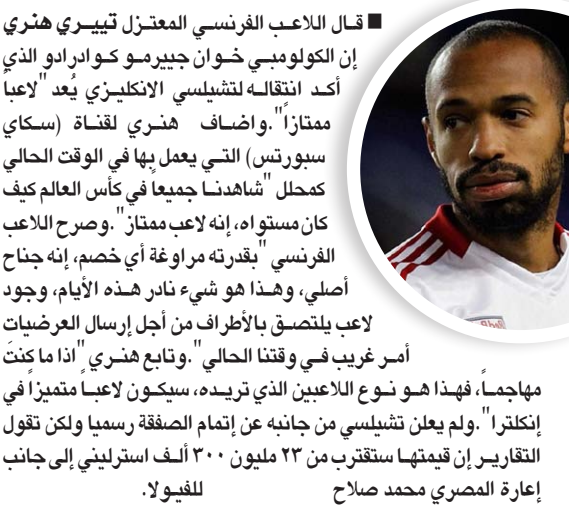 ■ قال اللاعب الفرنسي المعتزل تييري هنري
إن الكولومبي خوان جييرمو كوادرادو الذي
أكد انتقاله لتشيلسي الانكليزي يُعد "لاعباً
ممتازاً".واضاف هنري لقناة (سكاي
سبورتس) التي يعمل بها في الوقت الحالي
كمحلل "شاهدنا جميعاً في كأس العالم كيف
كان مستواه، إنه لاعب ممتاز".وصرح اللاعب
الفرنسي "بقدرته مراوغة أي خصم، إنه جناح
أصلي، وهذا هو شيء نادر هذه الأيام، وجود
لاعب يلتصق بالأطراف من أجل إرسال العرضيات
أمر غريب في وقتنا الحالي".وتابع هنري "اذا ما كنتَ
مهاجماً، فهذا هو نوع اللاعبين الذي تريده، سيكون لاعباً متميزاً في
إنكلترا".ولم يعلن تشيلسي من جانبه عن إتمام الصفقة رسميا ولكن تقول
التقارير إن قيمتها ستقترب من ٢٣ مليون ٣٠٠ ألف استرليني إلى جانب
إعارة المصري محمد صلاح للفيولا.